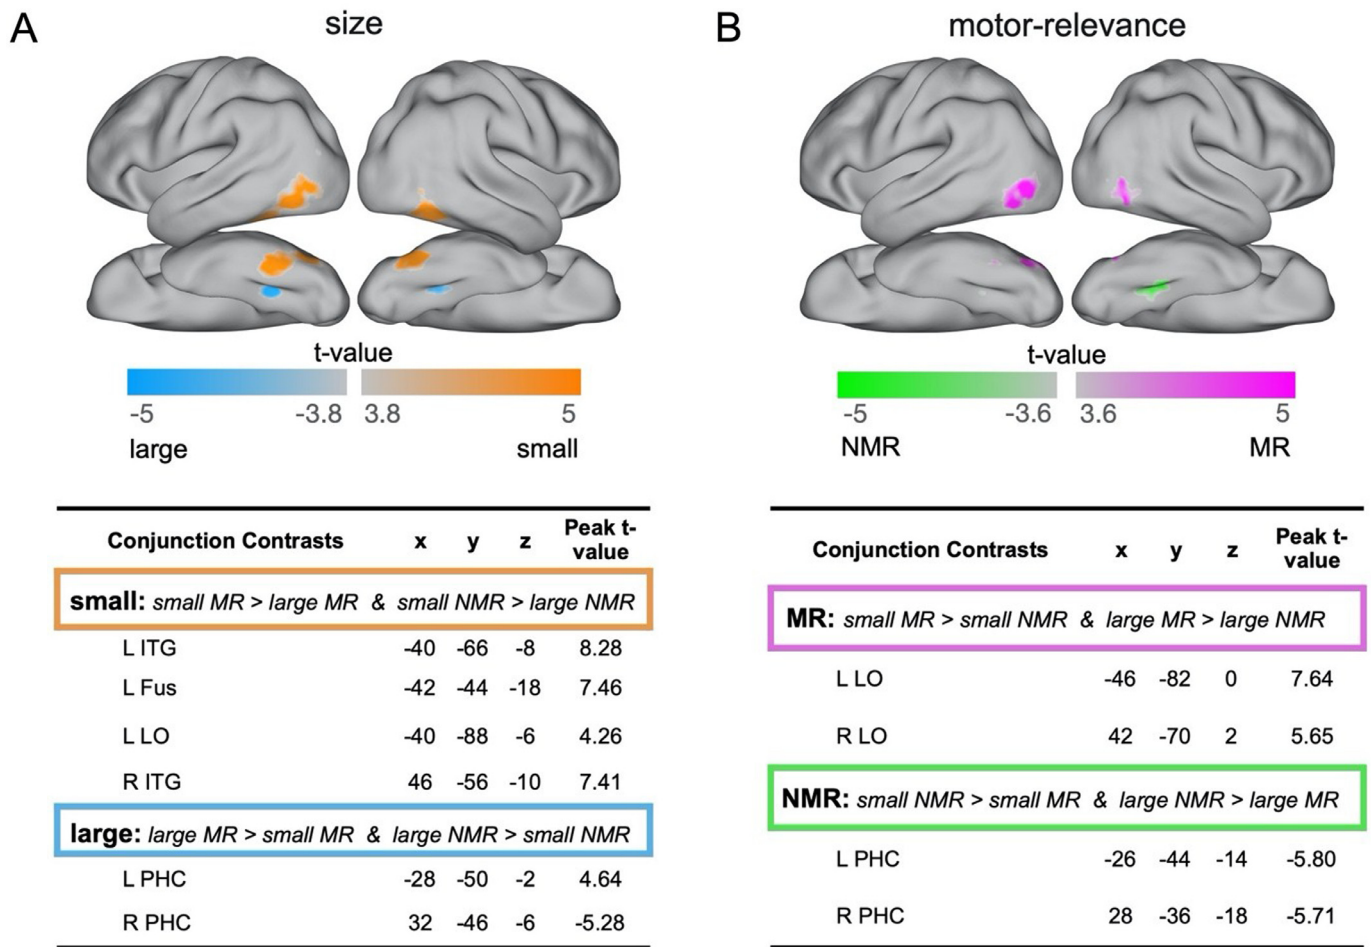 A
size
t-value
-5 -3.8 3.8 5
large small
Conjunction Contrasts x y z Peak t-
value
small: small MR > large MR & small NMR > large NMR
L ITG -40 -66 -8 8.28
L Fus -42 -44 -18 7.46
L LO -40 -88 -6 4.26
R ITG 46 -56 -10 7.41
large: large MR > small MR & large NMR > small NMR
L PHC -28 -50 -2 4.64
R PHC 32 -46 -6 -5.28
B
motor-relevance
t-value
-5 -3.6 3.6 5
NMR MR
Conjunction Contrasts x y z Peak t-
value
MR: small MR > small NMR & large MR > large NMR
L LO -46 -82 0 7.64
R LO 42 -70 2 5.65
NMR: small NMR > small MR & large NMR > large MR
L PHC -26 -44 -14 -5.80
R PHC 28 -36 -18 -5.71